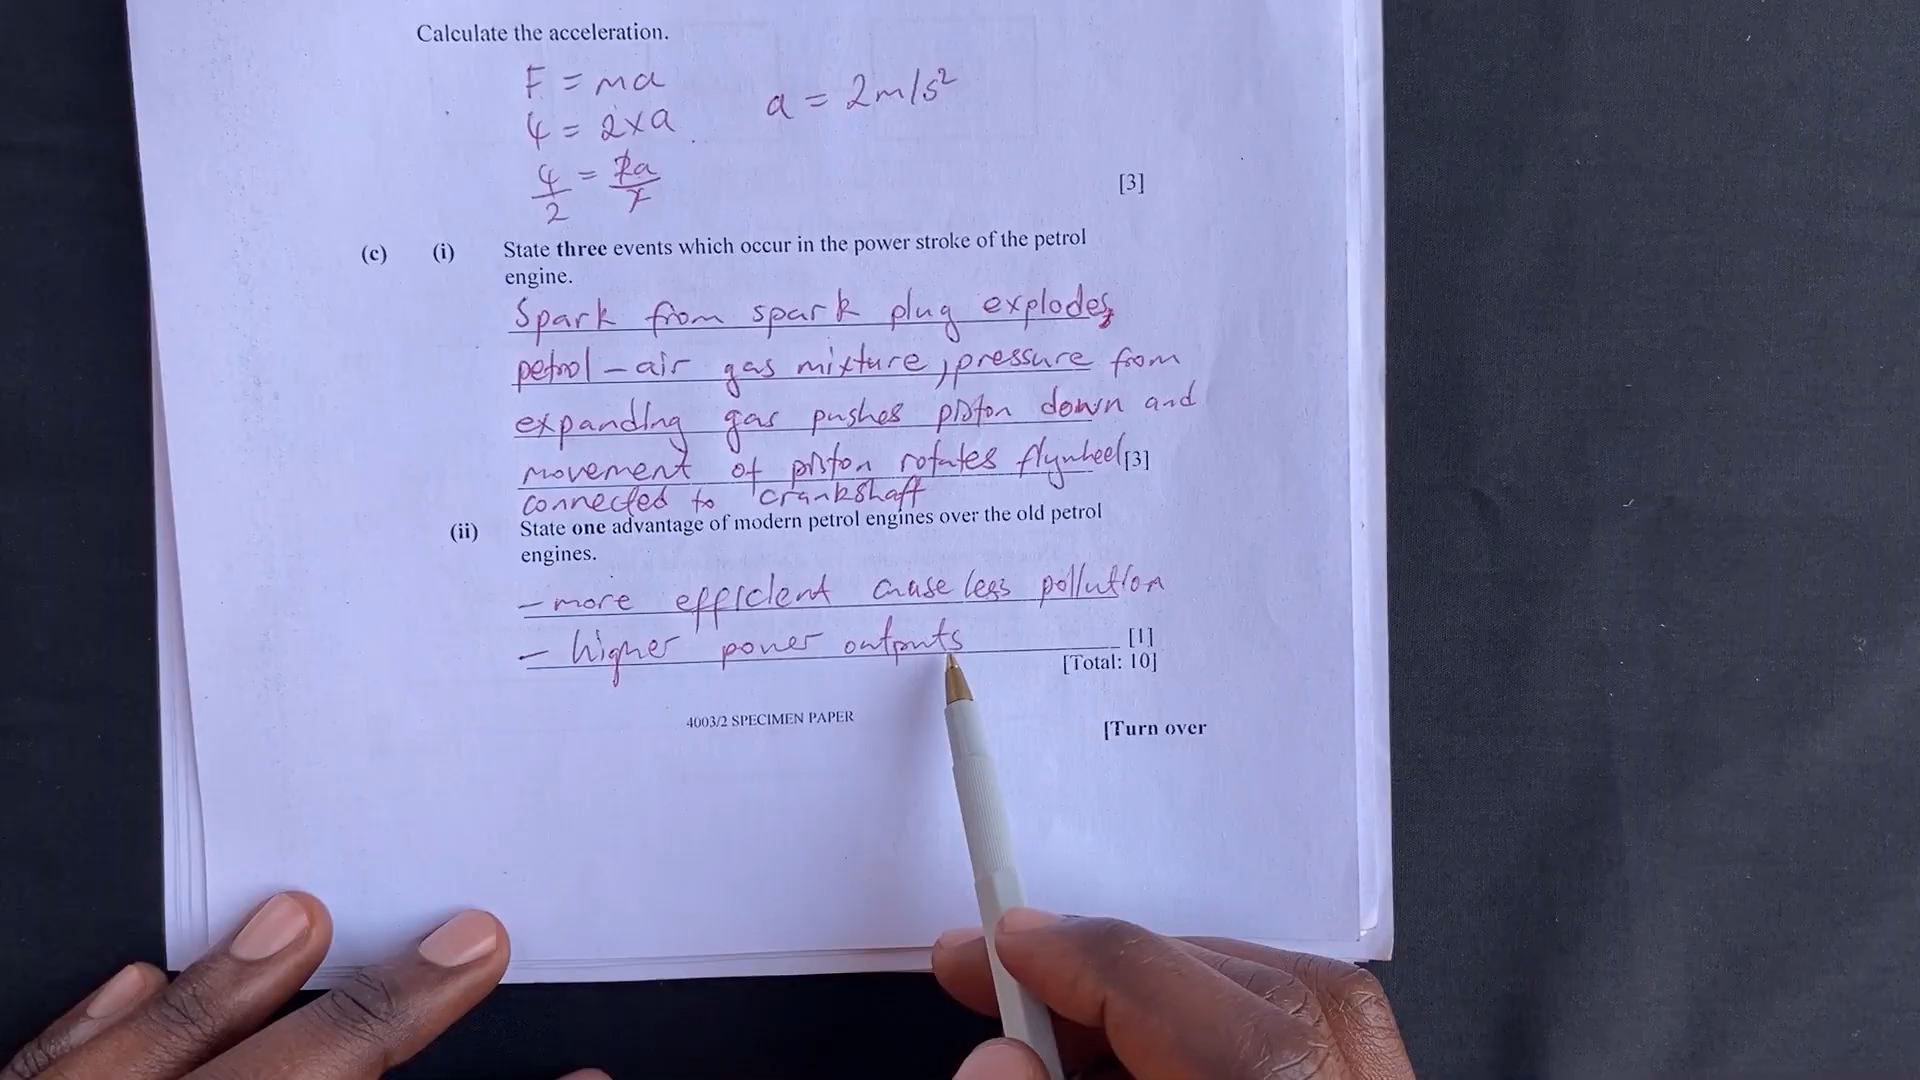 Calculate the acceleration.
F = ma
4 = 2 x a
4/2 = 2a/2
a = 2m/s²
[3]
(c) (i) State three events which occur in the power stroke of the petrol
engine.
Spark from spark plug explodes
petrol - air gas mixture, pressure from
expanding gas pushes piston down and
movement of piston rotates flywheel [3]
connected to crankshaft
(ii) State one advantage of modern petrol engines over the old petrol
engines.
- more efficient cause less pollution
- higher power outputs [1]
[Total: 10]
4003/2 SPECIMEN PAPER
[Turn over